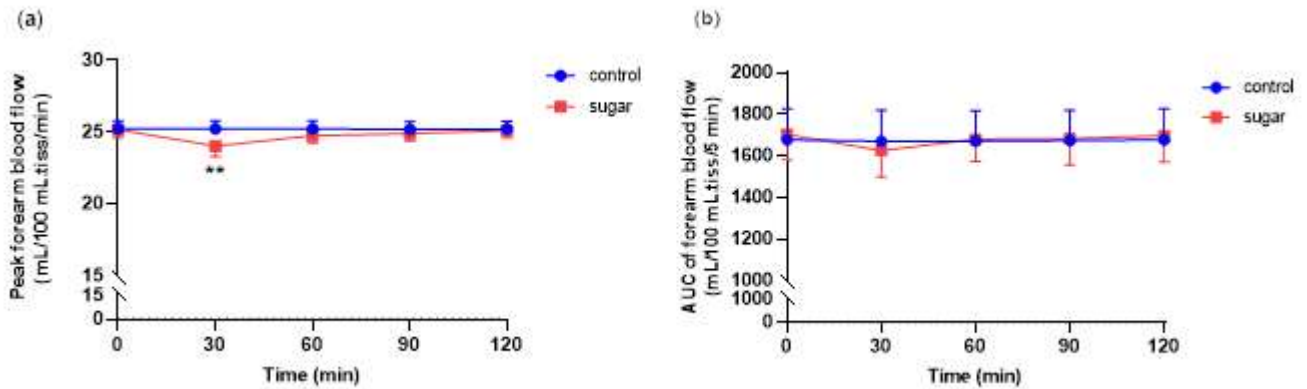 (a)
Peak forearm blood flow
(mL/100 mL.tiss/min)
30
25
20
15
15
0
0 30 60 90 120
Time (min)
**
control
sugar
(b)
AUC of forearm blood flow
(mL/100 mL.tiss/5 min)
2000
1800
1600
1400
1200
1000
1000
0
0 30 60 90 120
Time (min)
control
sugar